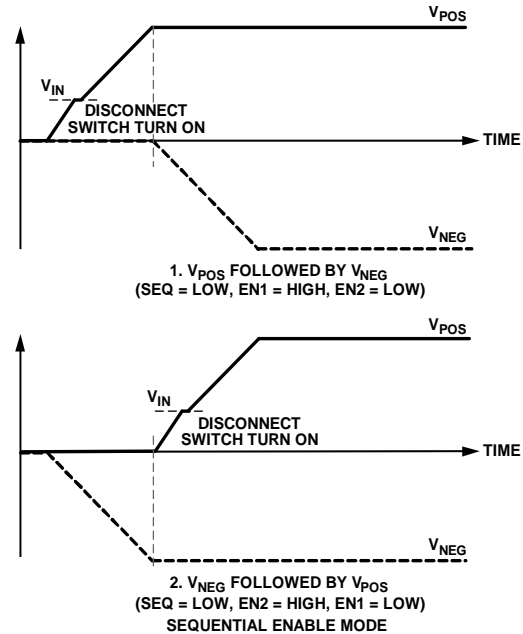 VPOS
VIN
DISCONNECT
SWITCH TURN ON
TIME
VNEG
1. VPOS FOLLOWED BY VNEG
(SEQ = LOW, EN1 = HIGH, EN2 = LOW)
VPOS
VIN
DISCONNECT
SWITCH TURN ON
TIME
VNEG
2. VNEG FOLLOWED BY VPOS
(SEQ = LOW, EN2 = HIGH, EN1 = LOW)
SEQUENTIAL ENABLE MODE